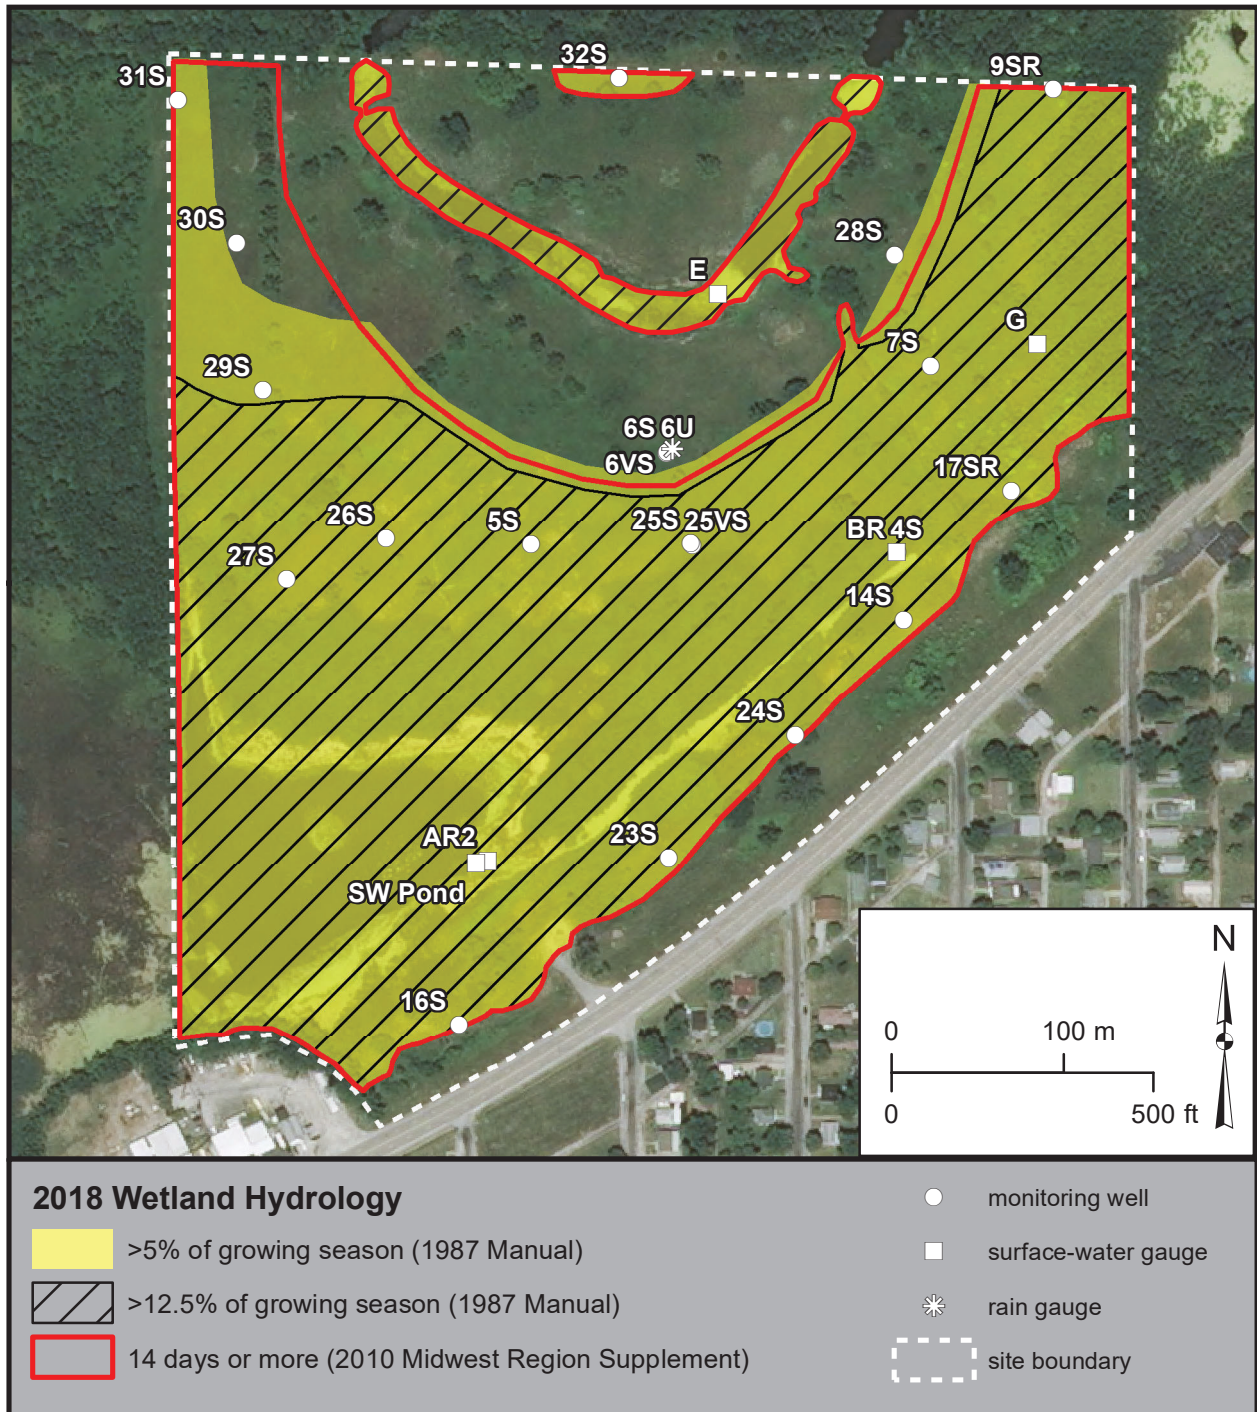 32S
9SR
31S
30S
28S
E
G
7S
29S
6S 6U
6VS
17SR
26S
5S
25S 25VS
BR 4S
27S
14S
24S
AR2
23S
SW Pond
16S
N
0 100 m
0 500 ft
2018 Wetland Hydrology
>5% of growing season (1987 Manual)
>12.5% of growing season (1987 Manual)
14 days or more (2010 Midwest Region Supplement)
monitoring well
surface-water gauge
rain gauge
site boundary